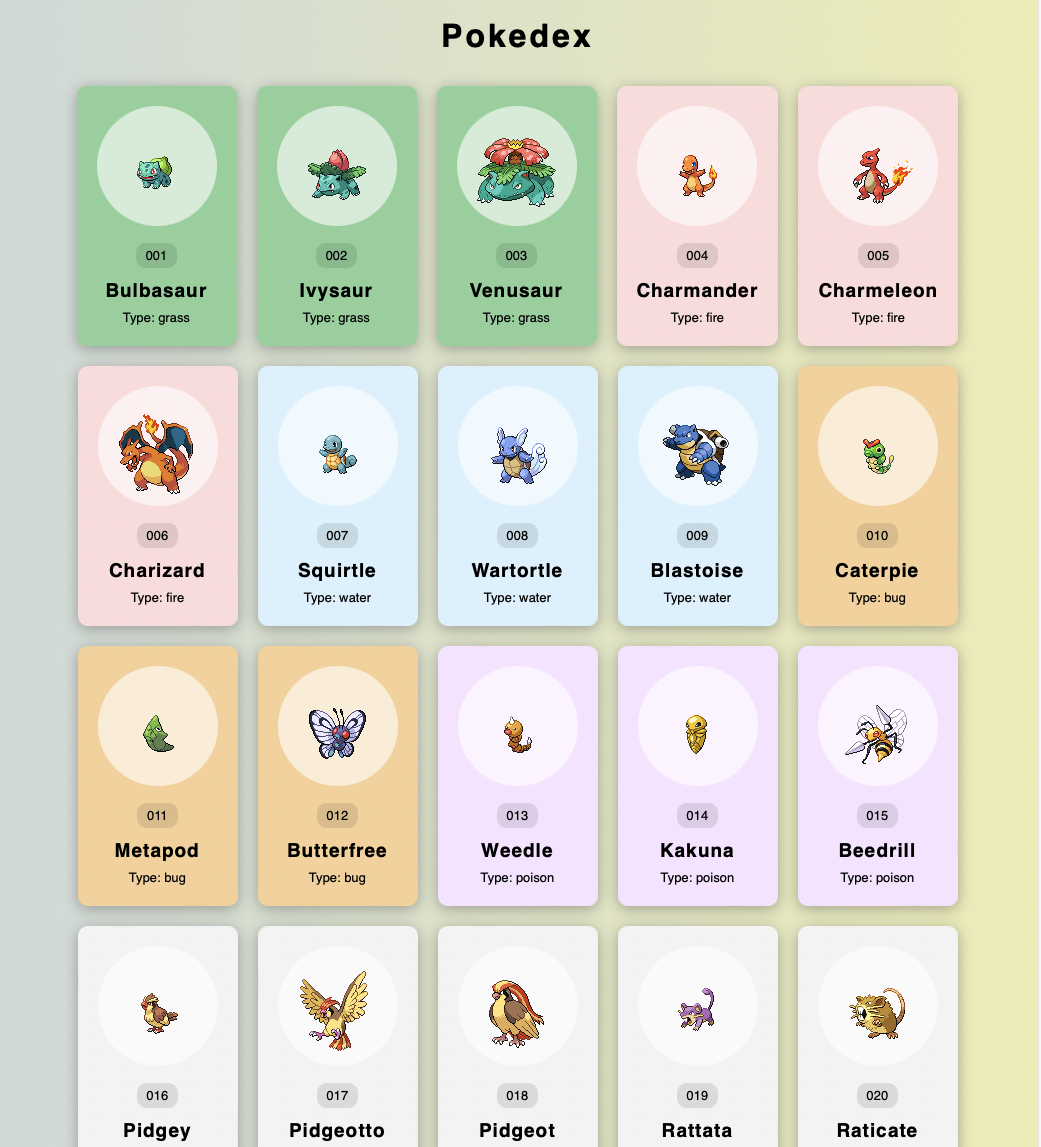 Pokedex
001 002 003 004 005
Bulbasaur Ivysaur Venusaur Charmander Charmeleon
Type: grass Type: grass Type: grass Type: fire Type: fire
006 007 008 009 010
Charizard Squirtle Wartortle Blastoise Caterpie
Type: fire Type: water Type: water Type: water Type: bug
011 012 013 014 015
Metapod Butterfree Weedle Kakuna Beedrill
Type: bug Type: bug Type: poison Type: poison Type: poison
016 017 018 019 020
Pidgey Pidgeotto Pidgeot Rattata Raticate